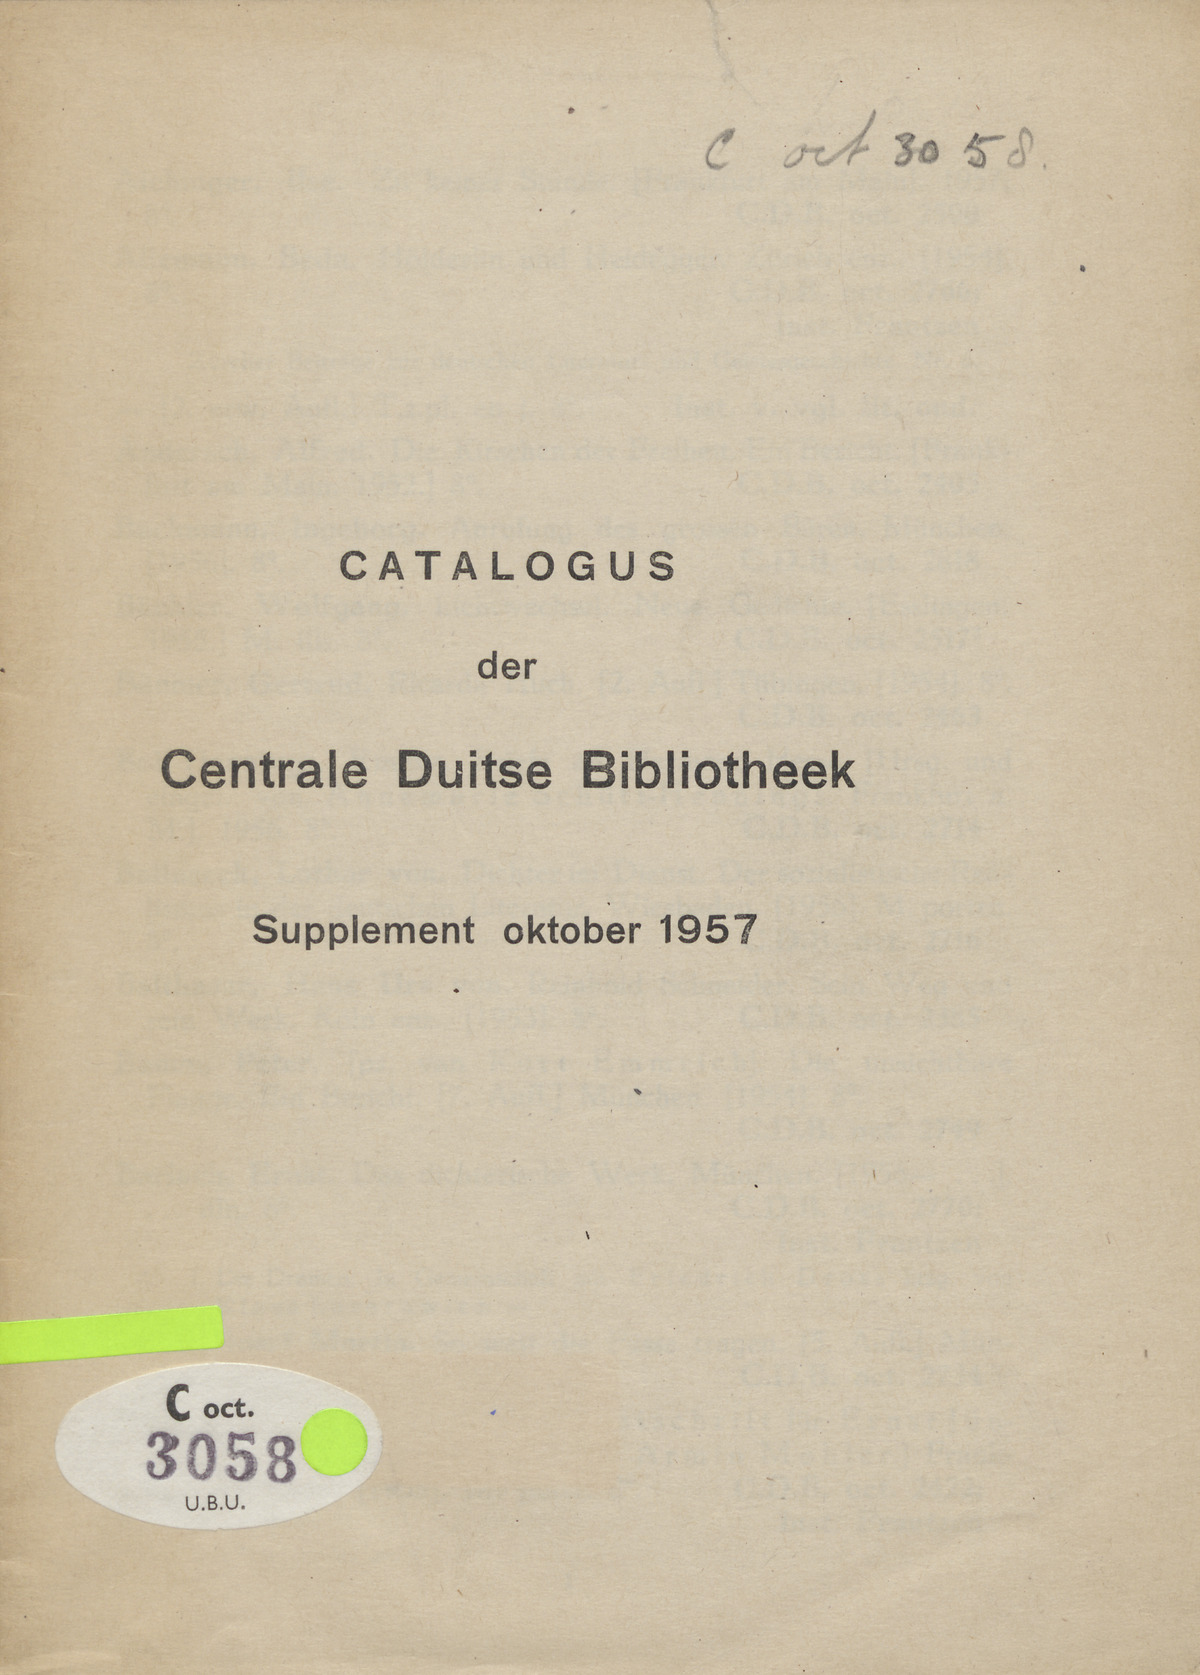 C oct 3058.
CATALOGUS
der
Centrale Duitse Bibliotheek
Supplement oktober 1957
C oct.
3058
U.B.U.